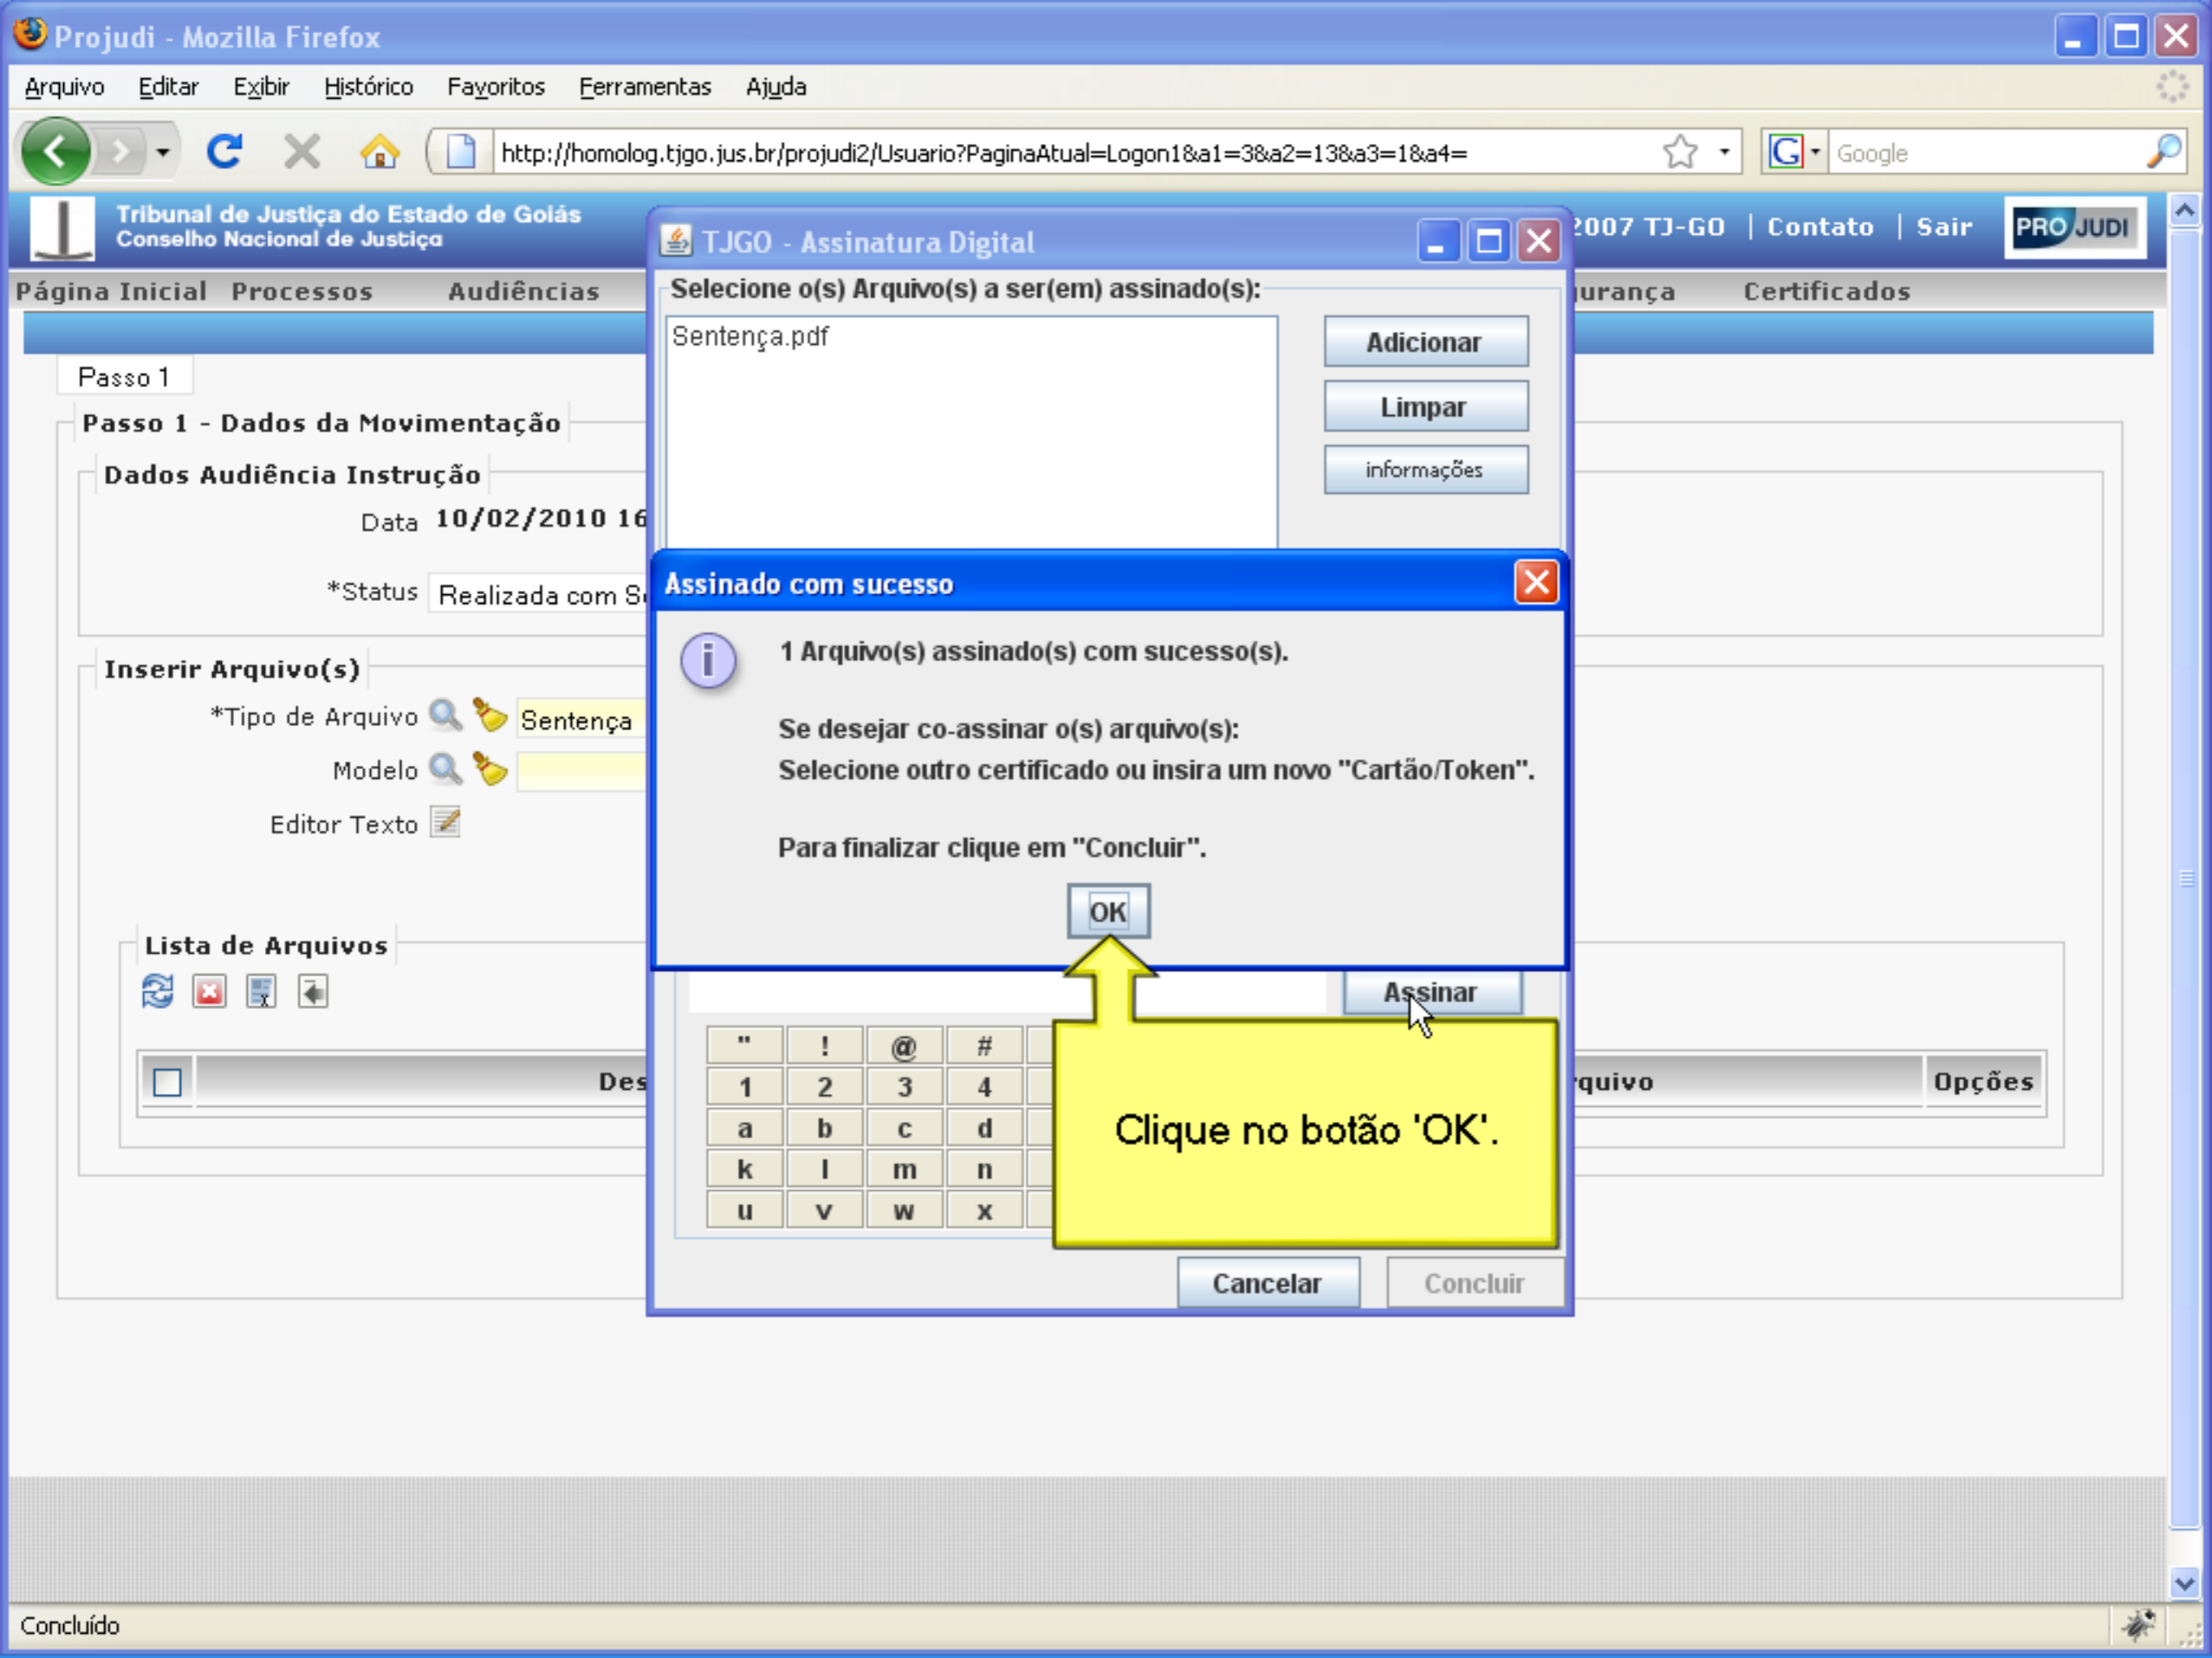 Projudi - Mozilla Firefox
Arquivo Editar Exibir Histórico Favoritos Ferramentas Ajuda
http://homolog.tjgo.jus.br/projudi2/Usuario?PaginaAtual=Logon1&a1=3&a2=13&a3=1&a4=
Google
Tribunal de Justiça do Estado de Goiás
Conselho Nacional de Justiça
2007 TJ-GO | Contato | Sair
PROJUDI
Página Inicial Processos Audiências urança Certificados
TJGO - Assinatura Digital
Selecione o(s) Arquivo(s) a ser(em) assinado(s):
Sentença.pdf
Adicionar
Limpar
informações
Passo 1
Passo 1 - Dados da Movimentação
Dados Audiência Instrução
Data 10/02/2010 16
*Status Realizada com S
Inserir Arquivo(s)
*Tipo de Arquivo Sentença
Modelo
Editor Texto
Assinado com sucesso
1 Arquivo(s) assinado(s) com sucesso(s).
Se desejar co-assinar o(s) arquivo(s):
Selecione outro certificado ou insira um novo "Cartão/Token".
Para finalizar clique em "Concluir".
OK
Lista de Arquivos
Assinar
" ! @ #
1 2 3 4
a b c d
k l m n
u v w x
Clique no botão 'OK'.
Des
quivo
Opções
Cancelar
Concluir
Concluído